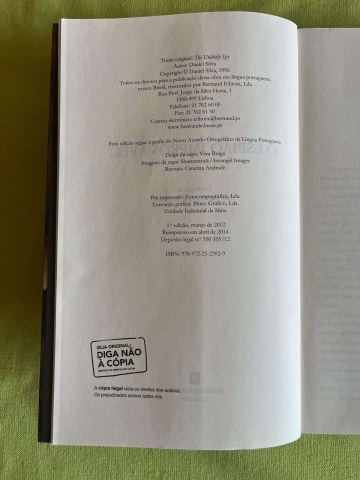 Título original: The Unlikely Spy
Autor: Daniel Silva
Copyright © Daniel Silva, 1996
Todos os direitos para a publicação desta obra em língua portuguesa,
exceto Brasil, reservados por Bertrand Editora, Lda.
Rua Prof. Jorge da Silva Horta, 1
1500-499 Lisboa
Telefone: 21 762 60 00
Fax: 21 762 61 50
Correio eletrónico: editora@bertrand.pt
www.bertrandeditora.pt
Esta edição segue a grafia do Novo Acordo Ortográfico da Língua Portuguesa.
Design da capa: Vera Braga
Imagens da capa: Shutterstock/Arcangel Images
Revisão: Catarina Andrade
Pré-impressão: Fotocompográfica, Lda.
Execução gráfica: Bloco Gráfico, Lda.
Unidade Industrial da Maia
1.ª edição, março de 2012
Reimpresso em abril de 2014
Depósito legal n.º 350 105/12
ISBN: 978-972-25-2392-9
SEJA ORIGINAL!
DIGA NÃO
À CÓPIA
RESPEITE OS DIREITOS DE AUTOR
A cópia ilegal viola os direitos dos autores.
Os prejudicados somos todos nós.